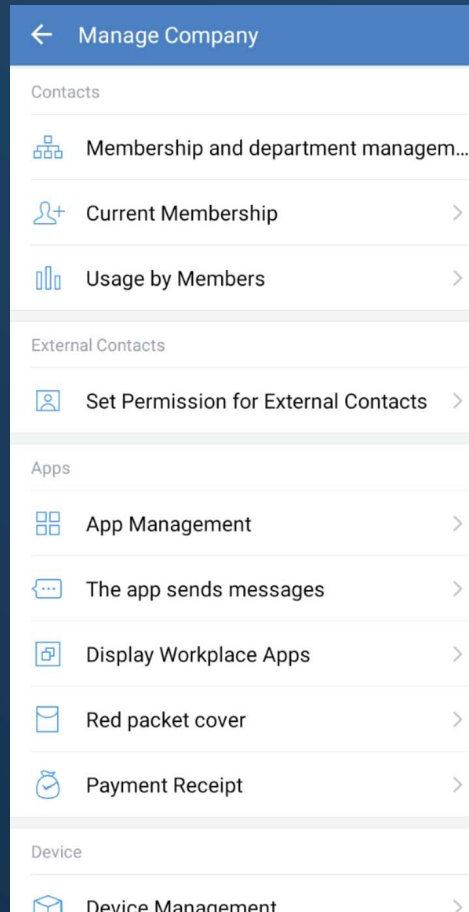 Manage Company
Contacts
Membership and department managem...
Current Membership
Usage by Members
External Contacts
Set Permission for External Contacts
Apps
App Management
The app sends messages
Display Workplace Apps
Red packet cover
Payment Receipt
Device
Device Management